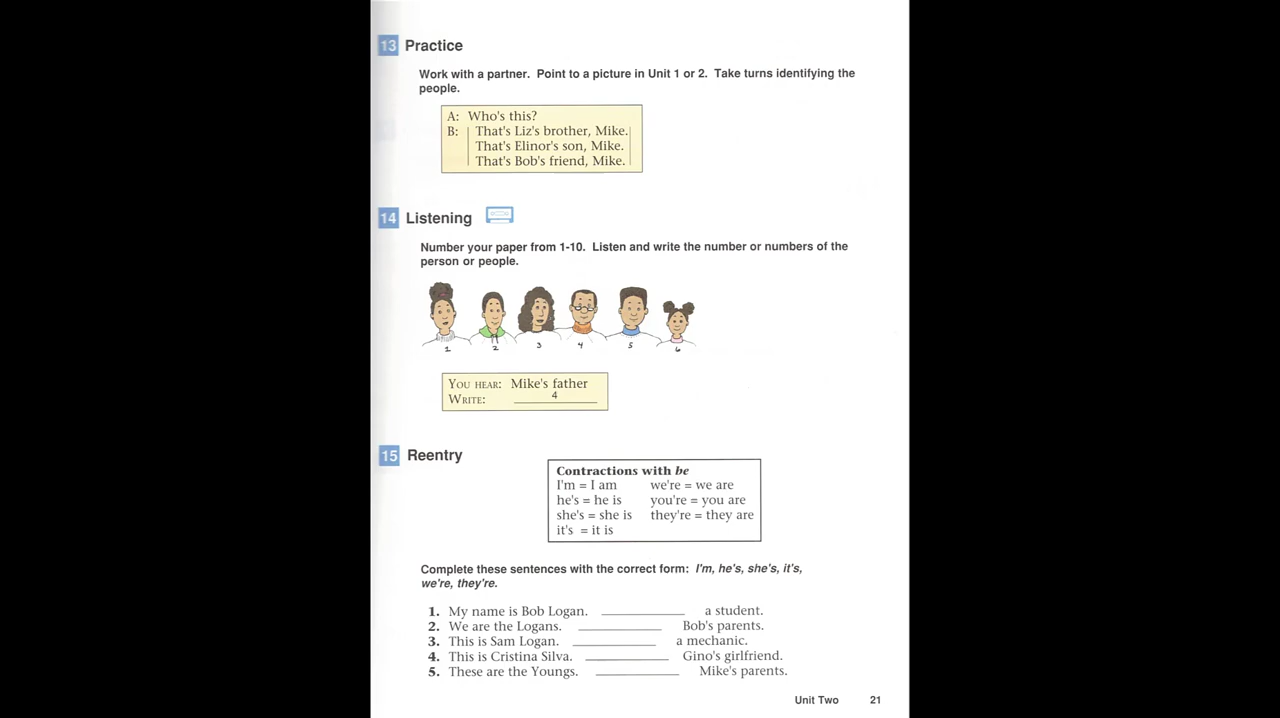 13 Practice
Work with a partner. Point to a picture in Unit 1 or 2. Take turns identifying the
people.
A: Who's this?
B: That's Liz's brother, Mike.
That's Elinor's son, Mike.
That's Bob's friend, Mike.
14 Listening
Number your paper from 1-10. Listen and write the number or numbers of the
person or people.
1 2 3 4 5 6
YOU HEAR: Mike's father
WRITE: 4
15 Reentry
Contractions with be
I'm = I am we're = we are
he's = he is you're = you are
she's = she is they're = they are
it's = it is
Complete these sentences with the correct form: I'm, he's, she's, it's,
we're, they're.
1. My name is Bob Logan. __________ a student.
2. We are the Logans. __________ Bob's parents.
3. This is Sam Logan. __________ a mechanic.
4. This is Cristina Silva. __________ Gino's girlfriend.
5. These are the Youngs. __________ Mike's parents.
Unit Two 21